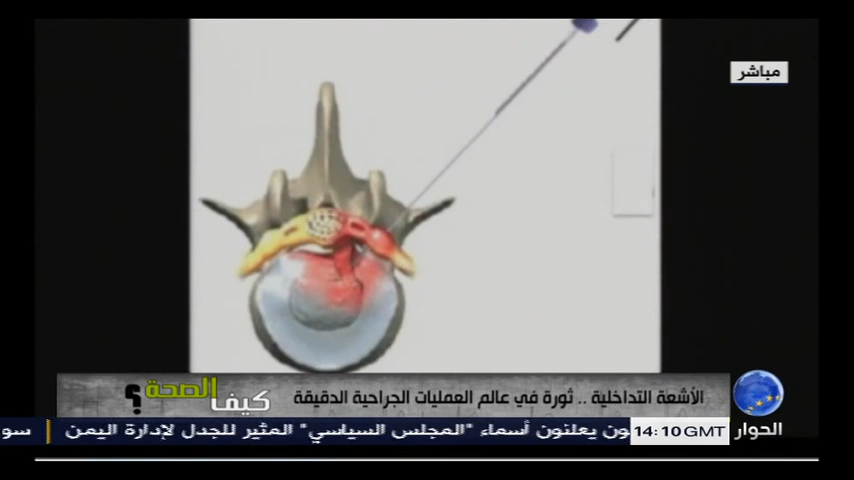 مباشر
الأشعة التداخلية .. ثورة في عالم العمليات الجراحية الدقيقة
كيف الصحة ؟
الحوار
14:10 GMT
يعلنون أسماء "المجلس السياسي" المثير للجدل لإدارة اليمن